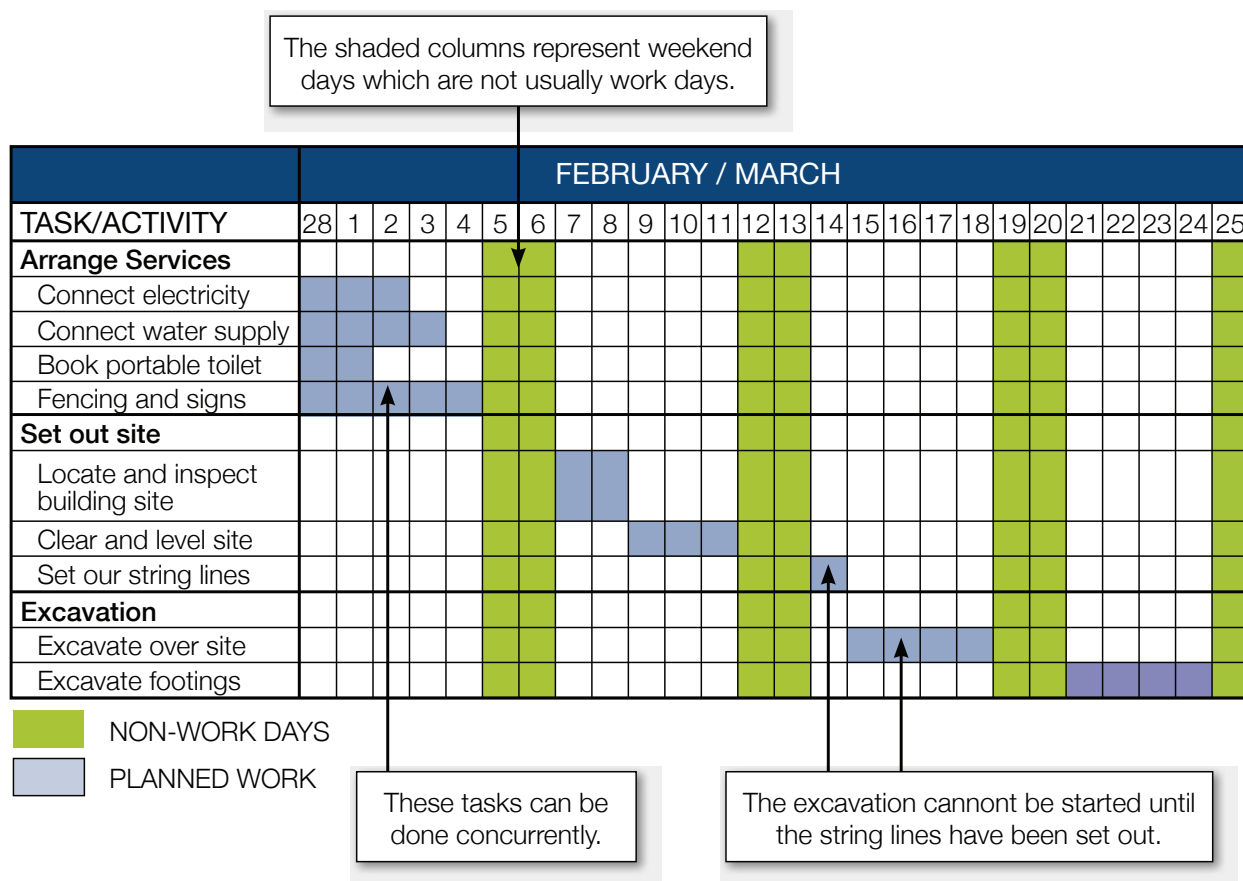 The shaded columns represent weekend
days which are not usually work days.
FEBRUARY / MARCH
TASK/ACTIVITY 28 1 2 3 4 5 6 7 8 9 10 11 12 13 14 15 16 17 18 19 20 21 22 23 24 25
Arrange Services
Connect electricity
Connect water supply
Book portable toilet
Fencing and signs
Set out site
Locate and inspect
building site
Clear and level site
Set our string lines
Excavation
Excavate over site
Excavate footings
NON-WORK DAYS
PLANNED WORK
These tasks can be
done concurrently.
The excavation cannont be started until
the string lines have been set out.